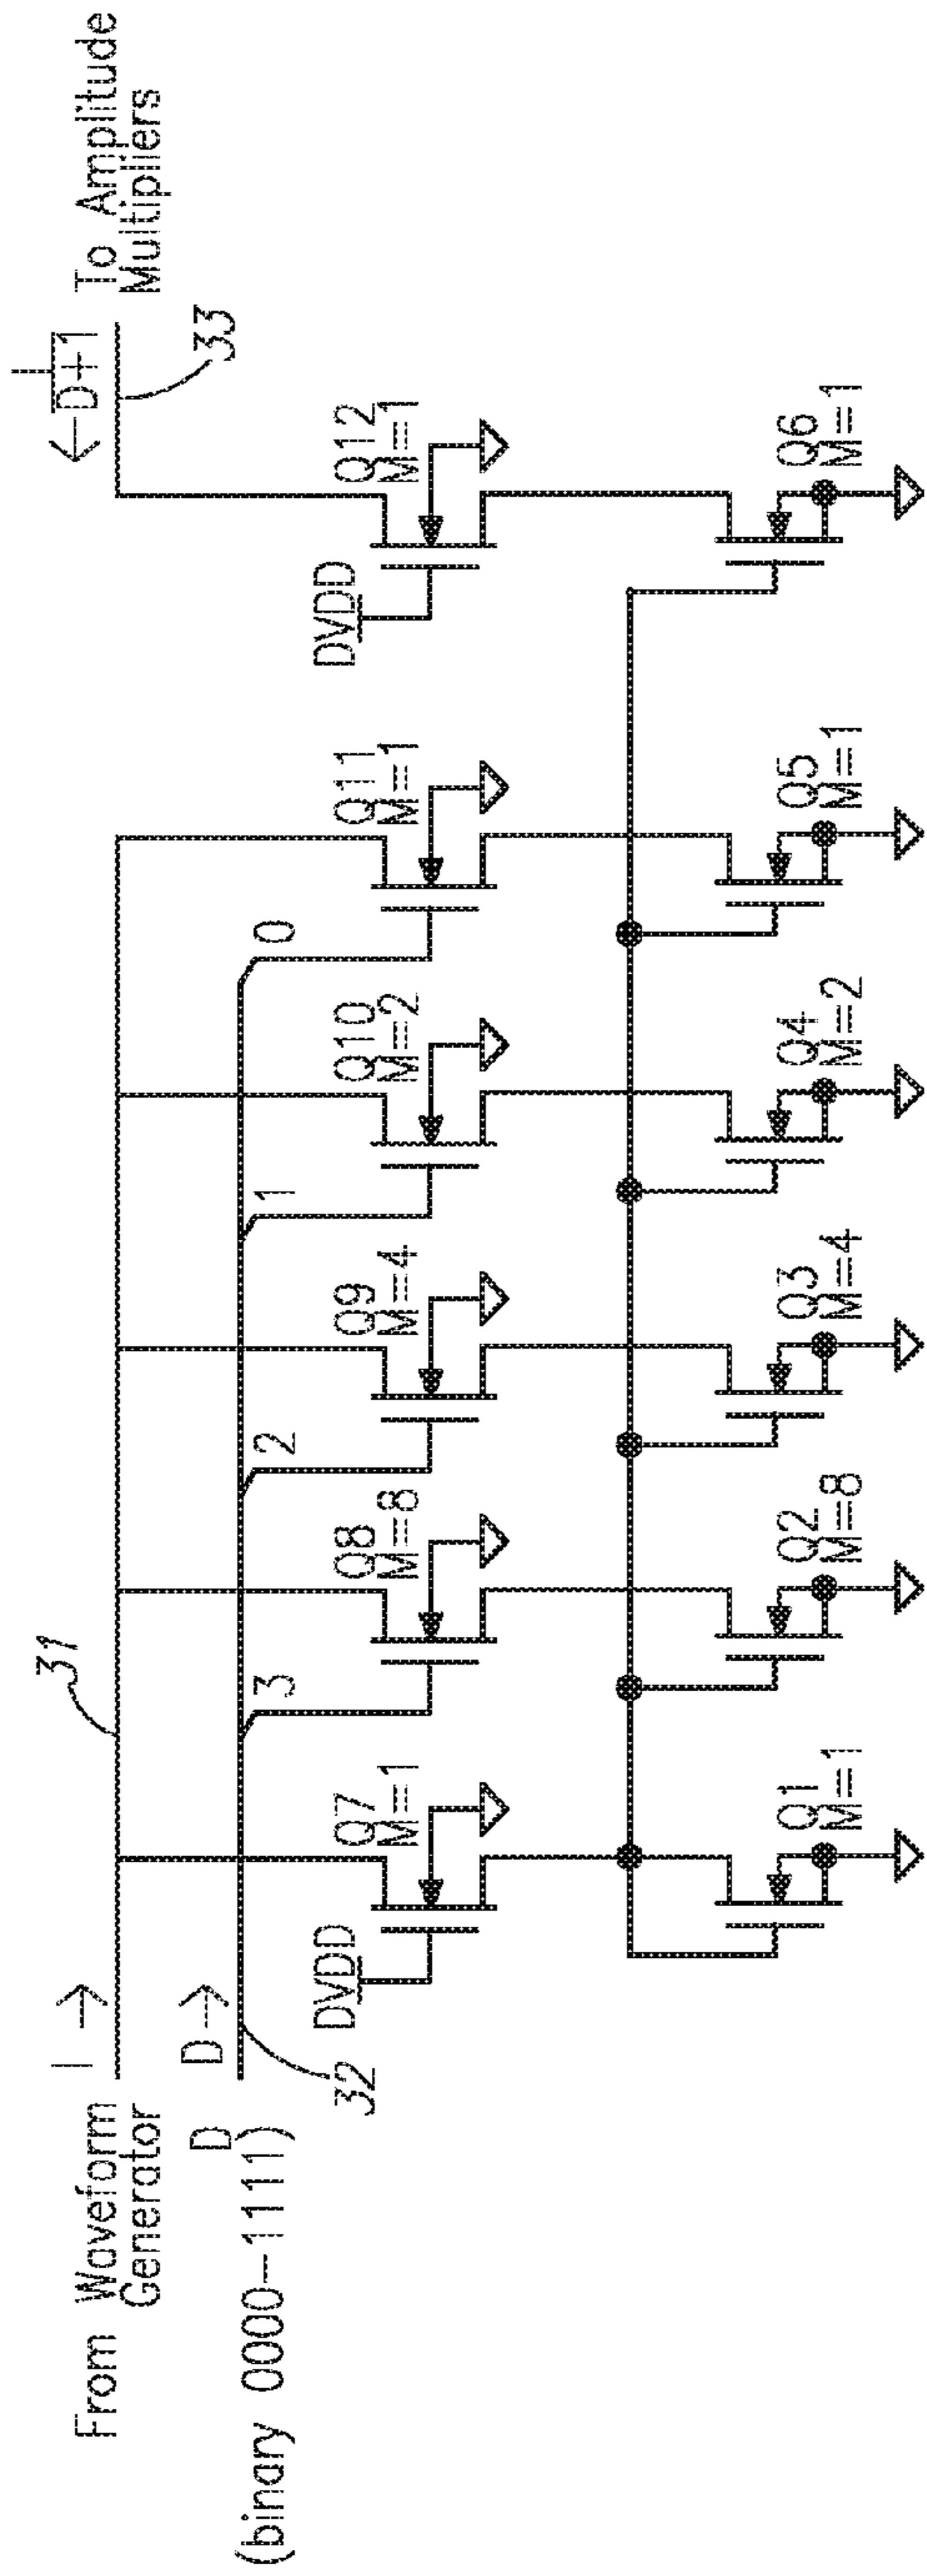 From Waveform
Generator
I →
31
← I/D+1
To Amplitude
Multipliers
33
D →
32
D
(binary 0000–1111)
3
2
1
0
DVDD
Q7
M=1
Q8
M=8
Q9
M=4
Q10
M=2
Q11
M=1
DVDD
Q12
M=1
Q1
M=1
Q2
M=8
Q3
M=4
Q4
M=2
Q5
M=1
Q6
M=1